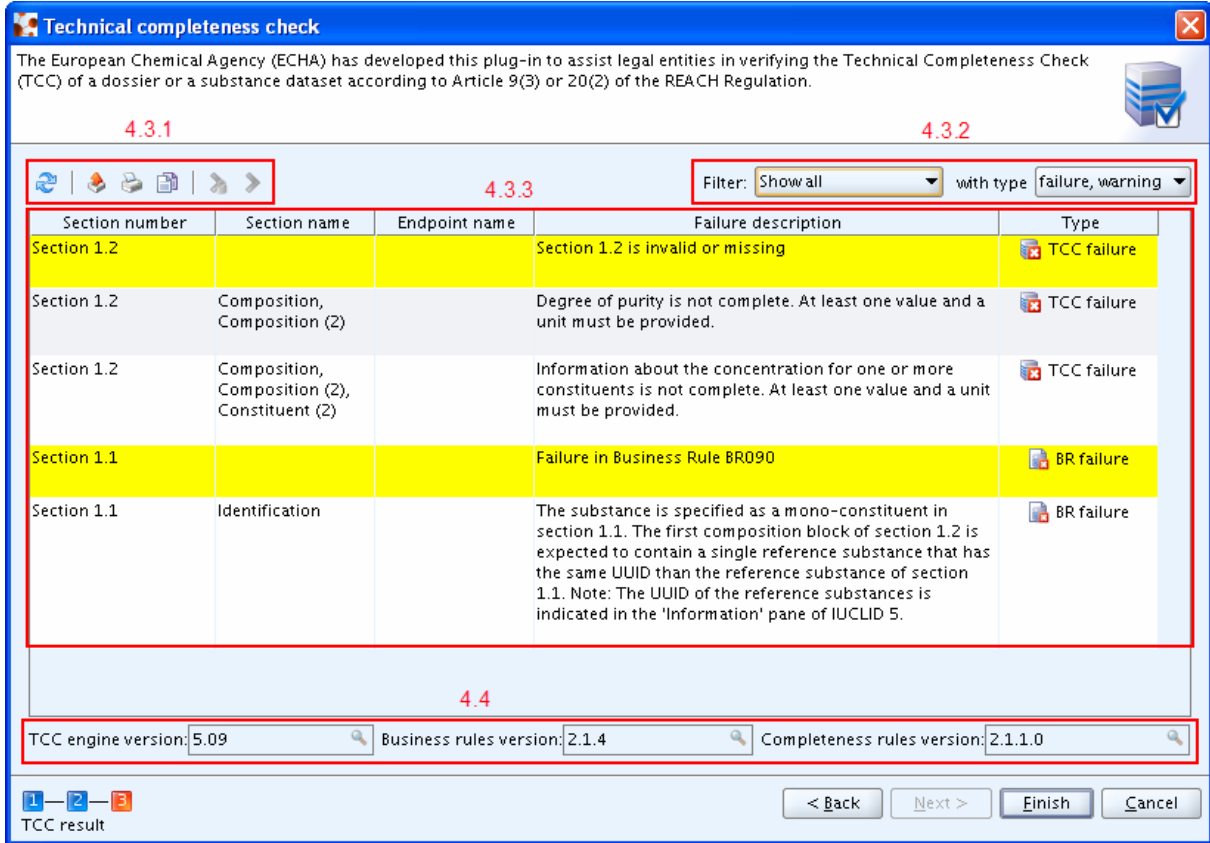 Technical completeness check
The European Chemical Agency (ECHA) has developed this plug-in to assist legal entities in verifying the Technical Completeness Check
(TCC) of a dossier or a substance dataset according to Article 9(3) or 20(2) of the REACH Regulation.
4.3.1
4.3.2
4.3.3
Filter: Show all with type failure, warning
Section number Section name Endpoint name Failure description Type
Section 1.2 Section 1.2 is invalid or missing TCC failure
Section 1.2 Composition, Degree of purity is not complete. At least one value and a TCC failure
Composition (2) unit must be provided.
Section 1.2 Composition, Information about the concentration for one or more TCC failure
Composition (2), constituents is not complete. At least one value and a unit
Constituent (2) must be provided.
Section 1.1 Failure in Business Rule BR090 BR failure
Section 1.1 Identification The substance is specified as a mono-constituent in BR failure
section 1.1. The first composition block of section 1.2 is
expected to contain a single reference substance that has
the same UUID than the reference substance of section
1.1. Note: The UUID of the reference substances is
indicated in the 'Information' pane of IUCLID 5.
4.4
TCC engine version: 5.09 Business rules version: 2.1.4 Completeness rules version: 2.1.1.0
1 2 3
TCC result
< Back Next > Finish Cancel